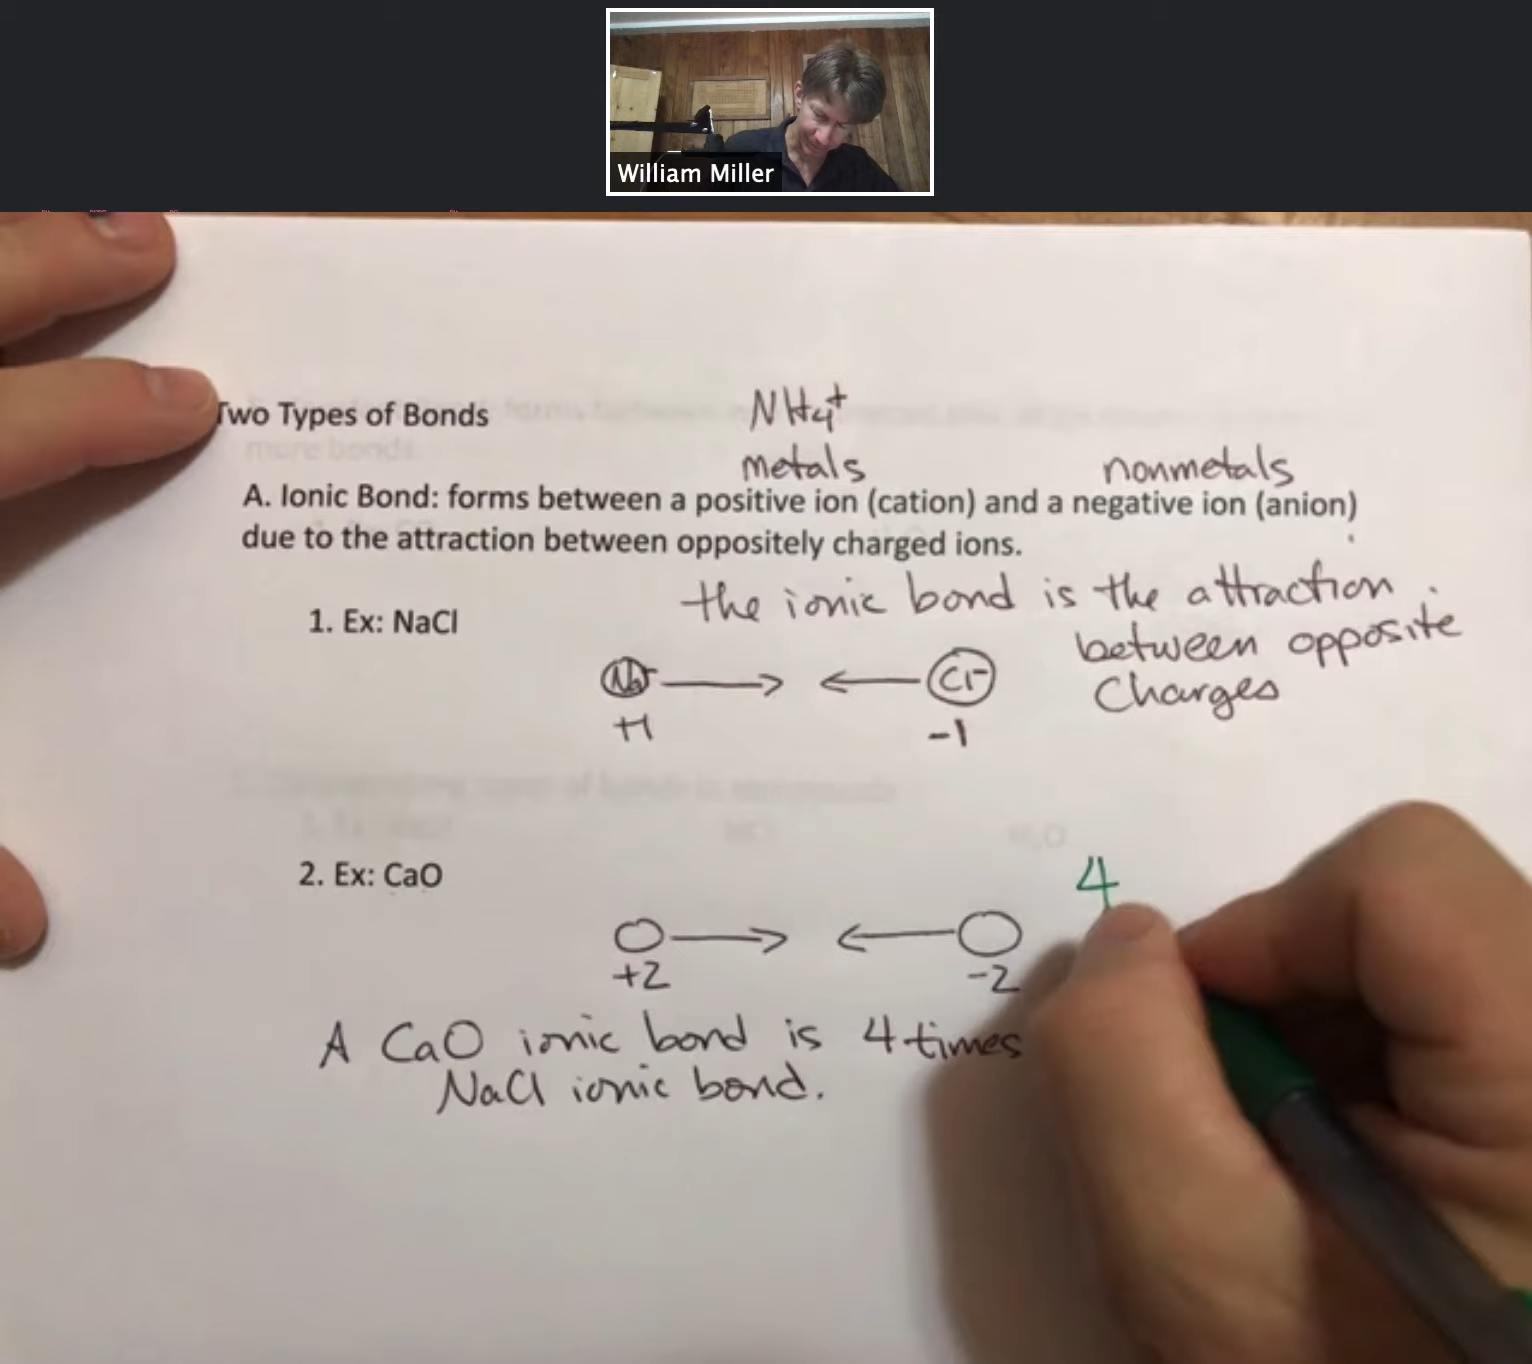 William Miller
Two Types of Bonds
NH4+
metals
nonmetals
A. Ionic Bond: forms between a positive ion (cation) and a negative ion (anion)
due to the attraction between oppositely charged ions.
the ionic bond is the attraction
between opposite
charges
1. Ex: NaCl
Na+
Cl-
+1
-1
2. Ex: CaO
4
+2
-2
A CaO ionic bond is 4 times
NaCl ionic bond.